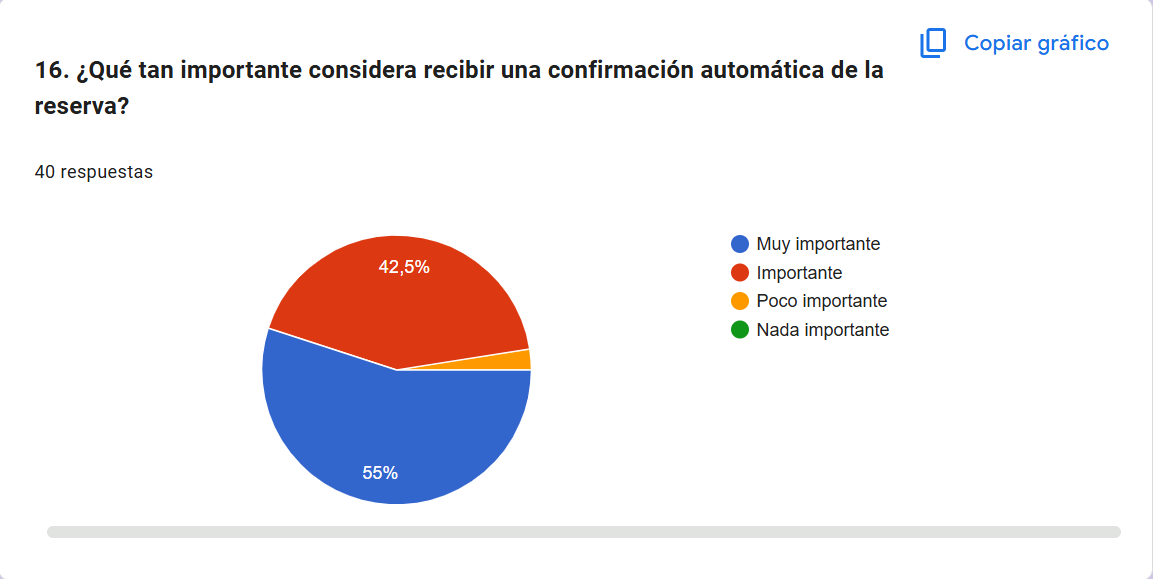 Copiar gráfico
16. ¿Qué tan importante considera recibir una confirmación automática de la
reserva?
40 respuestas
42,5%
55%
Muy importante
Importante
Poco importante
Nada importante